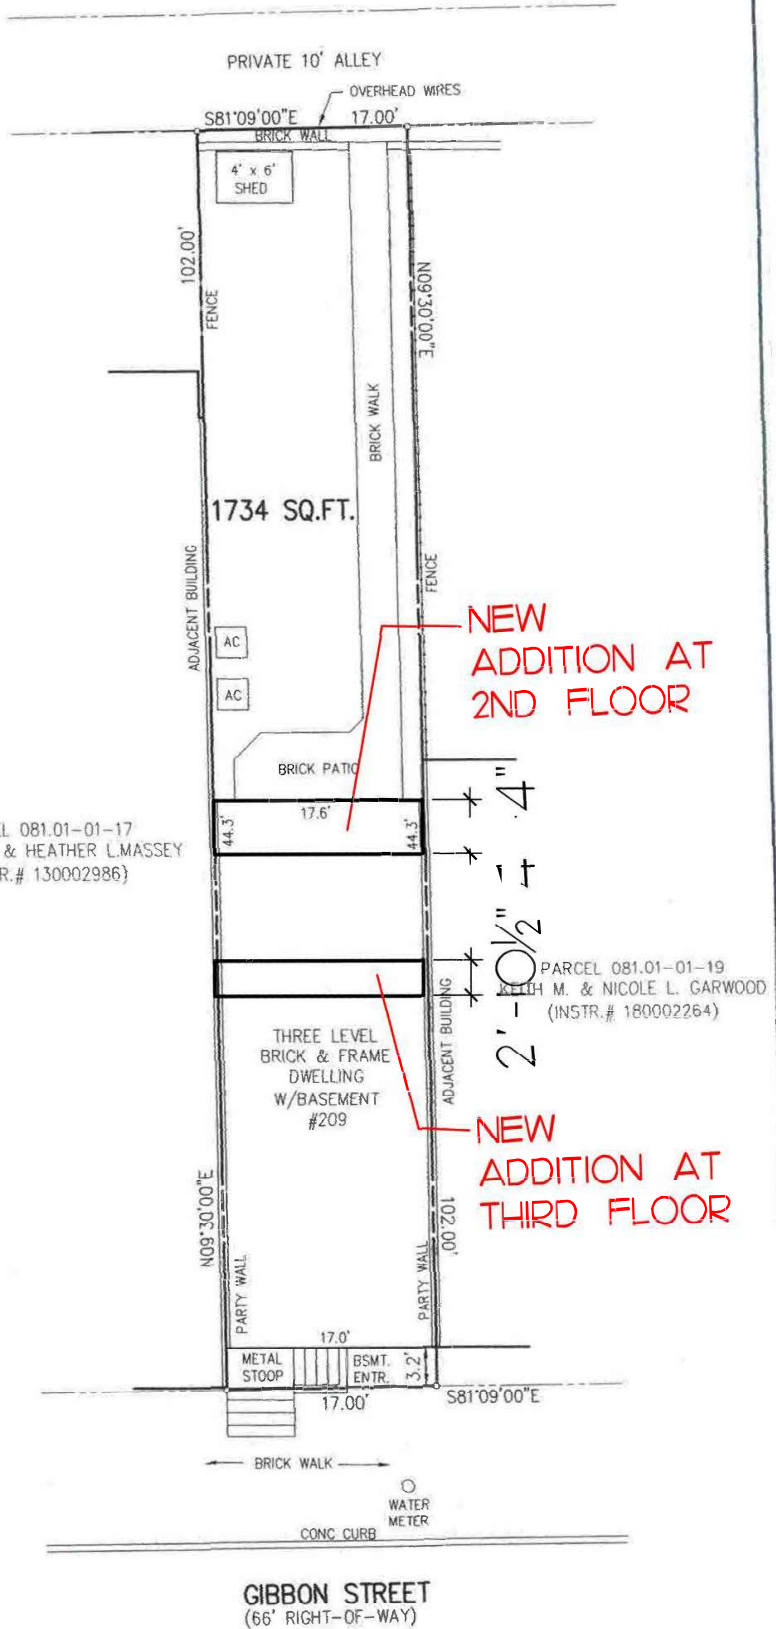 PRIVATE 10' ALLEY
OVERHEAD WIRES
S81°09'00"E
17.00'
BRICK WALL
4' x 6'
SHED
102.00'
FENCE
N09°30'00"E
BRICK WALK
1734 SQ.FT.
ADJACENT BUILDING
FENCE
NEW
ADDITION AT
2ND FLOOR
AC
AC
BRICK PATIO
17.6'
44.3'
44.3'
L 081.01-01-17
& HEATHER L.MASSEY
R.# 130002986)
4"
2'-0½"
PARCEL 081.01-01-19
KEITH M. & NICOLE L. GARWOOD
(INSTR.# 180002264)
ADJACENT BUILDING
THREE LEVEL
BRICK & FRAME
DWELLING
W/BASEMENT
#209
NEW
ADDITION AT
THIRD FLOOR
N09°30'00"E
102.00'
PARTY WALL
PARTY WALL
17.0'
METAL
STOOP
BSMT.
ENTR.
3.2'
17.00'
S81°09'00"E
BRICK WALK
WATER
METER
CONC CURB
GIBBON STREET
(66' RIGHT-OF-WAY)